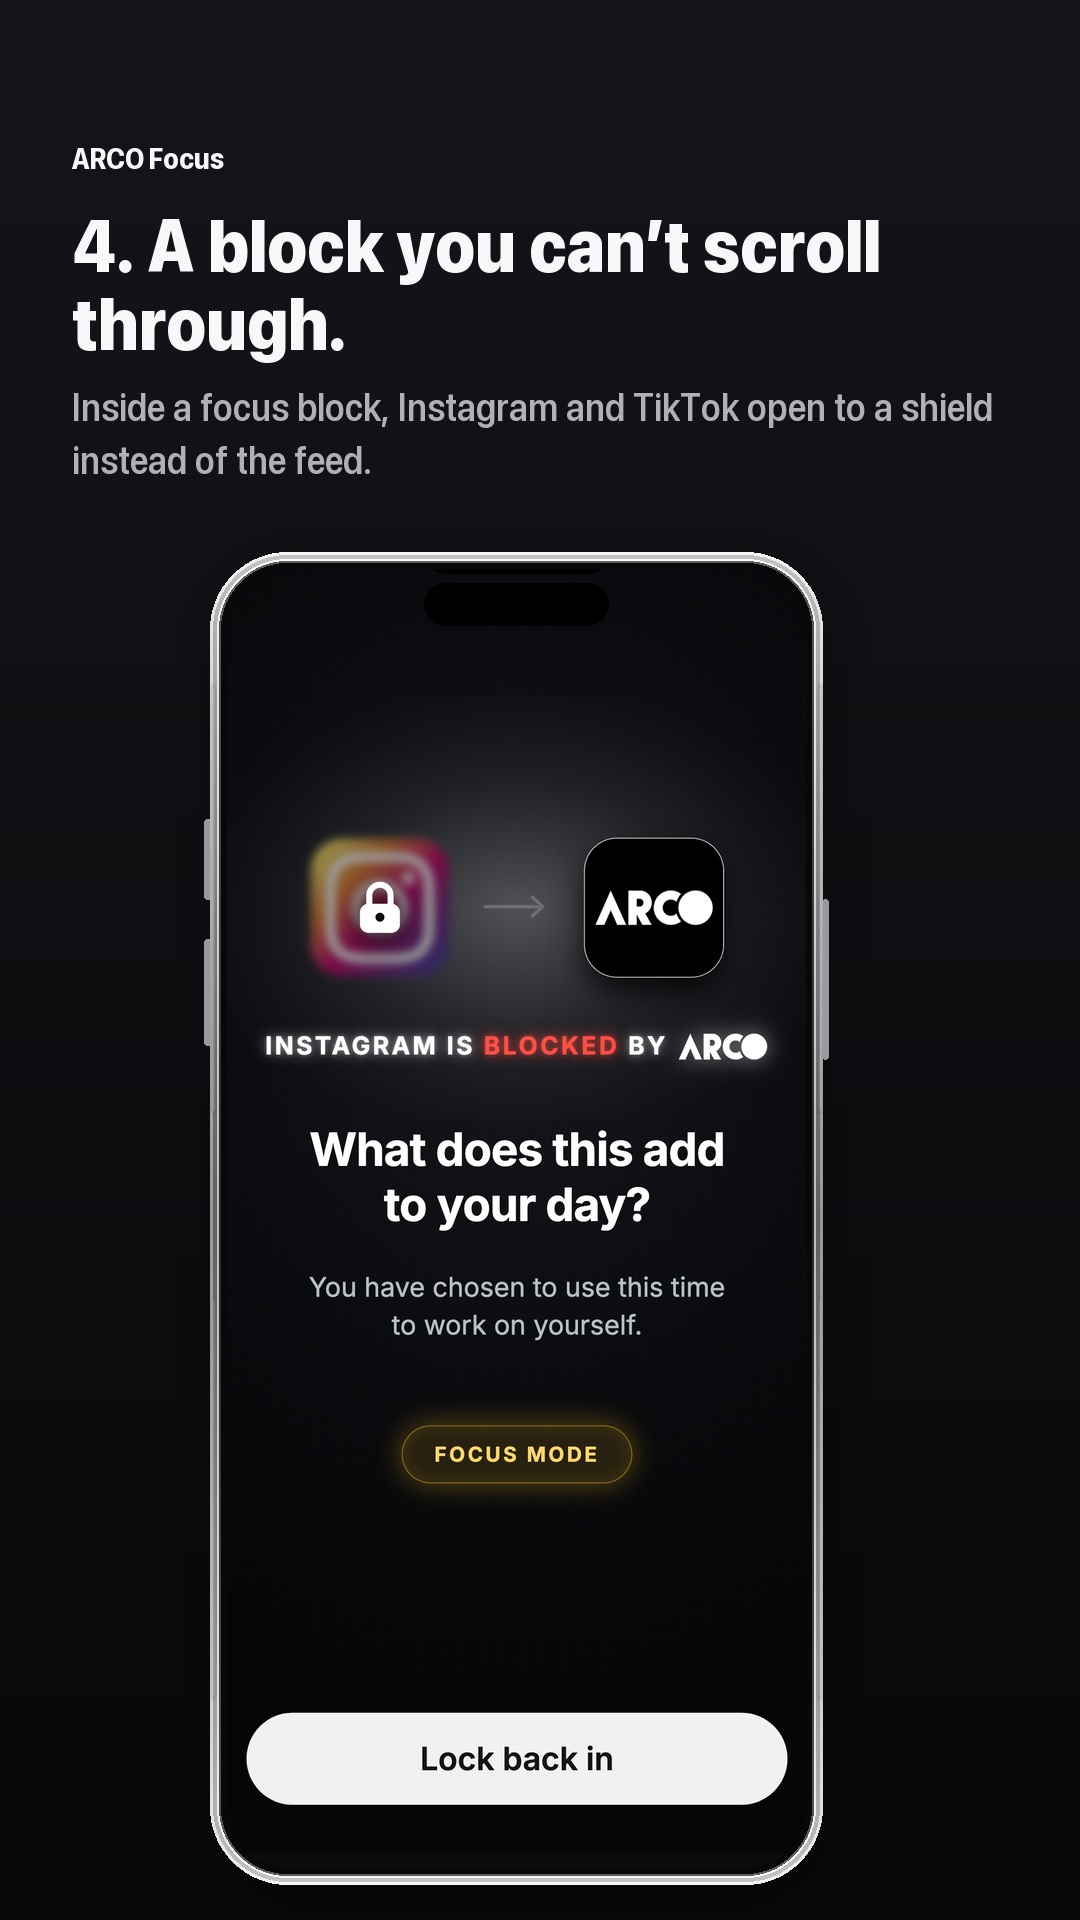 ARCO Focus
4. A block you can’t scroll
through.
Inside a focus block, Instagram and TikTok open to a shield
instead of the feed.
ARCO
INSTAGRAM IS BLOCKED BY ARCO
What does this add
to your day?
You have chosen to use this time
to work on yourself.
FOCUS MODE
Lock back in